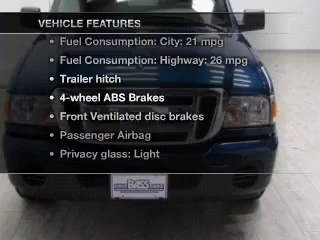 VEHICLE FEATURES
• Fuel Consumption: City: 21 mpg
• Fuel Consumption: Highway: 26 mpg
• Trailer hitch
• 4-wheel ABS Brakes
• Front Ventilated disc brakes
• Passenger Airbag
• Privacy glass: Light
BASS